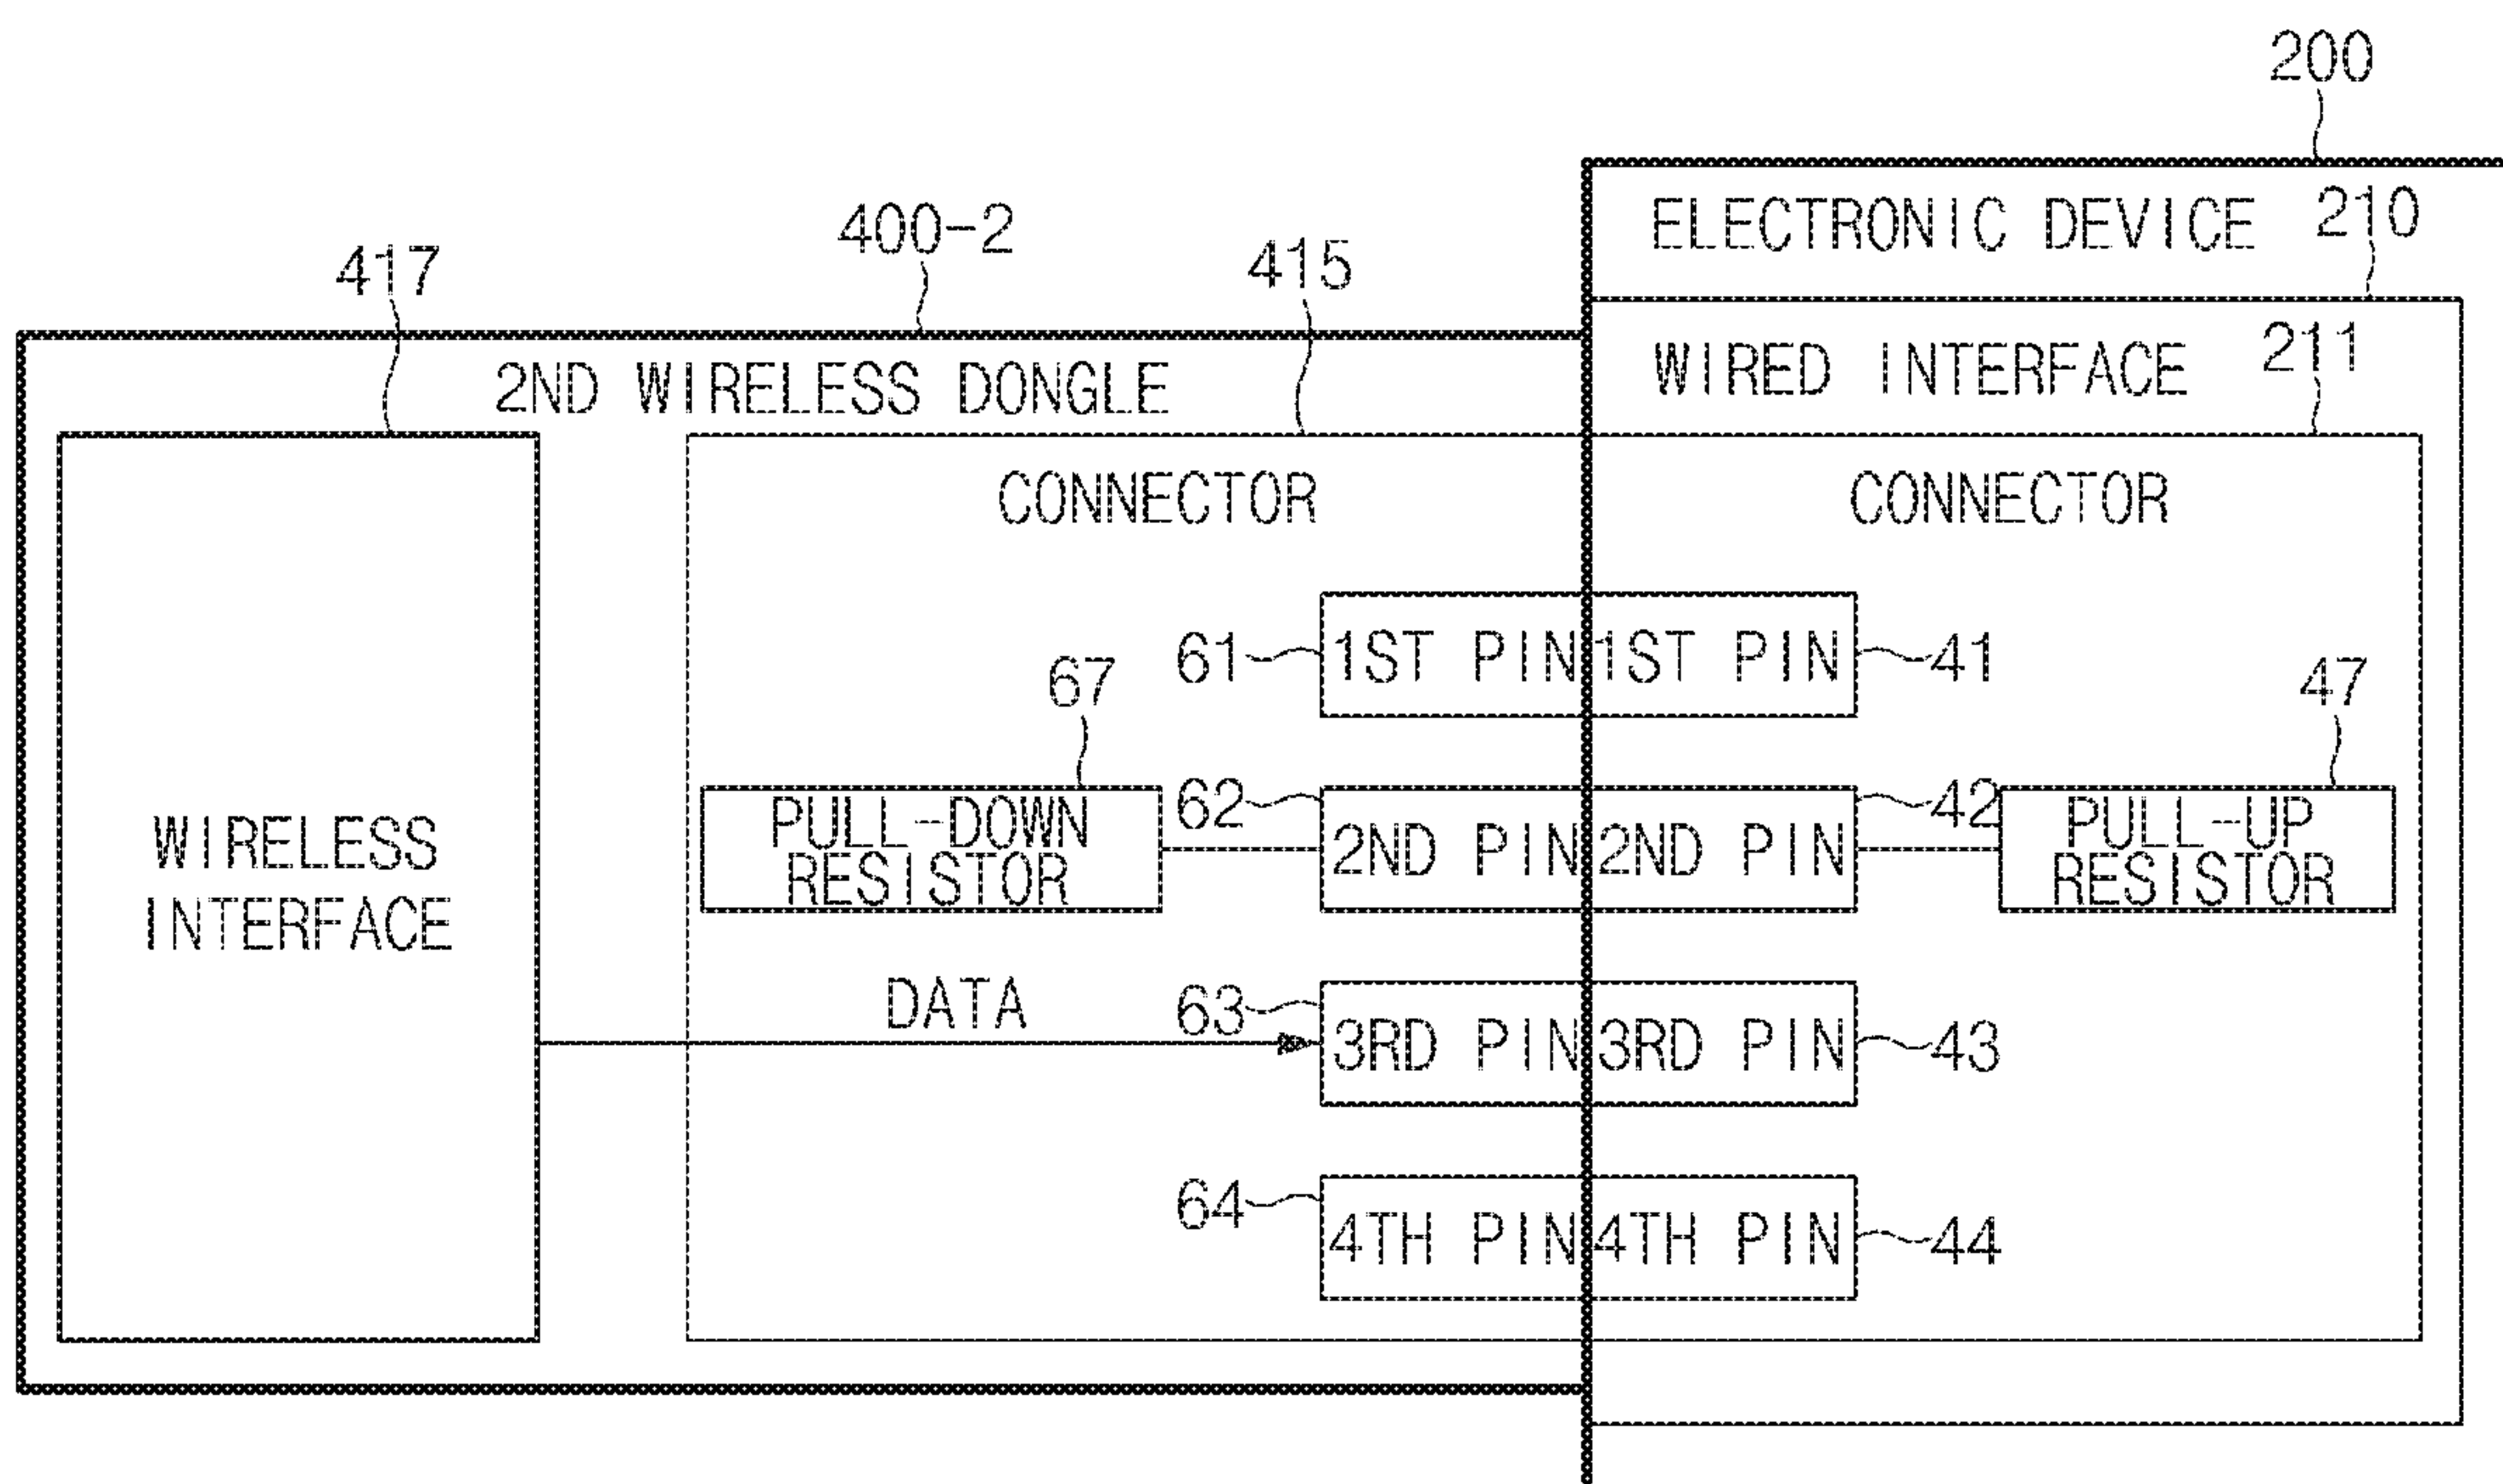 200
ELECTRONIC DEVICE 210
400-2
417
415
WIRED INTERFACE 211
2ND WIRELESS DONGLE
CONNECTOR
CONNECTOR
61 1ST PIN 1ST PIN 41
67
47
PULL-DOWN
RESISTOR
62 2ND PIN 2ND PIN 42
PULL-UP
RESISTOR
WIRELESS
INTERFACE
DATA
63 3RD PIN 3RD PIN 43
64 4TH PIN 4TH PIN 44